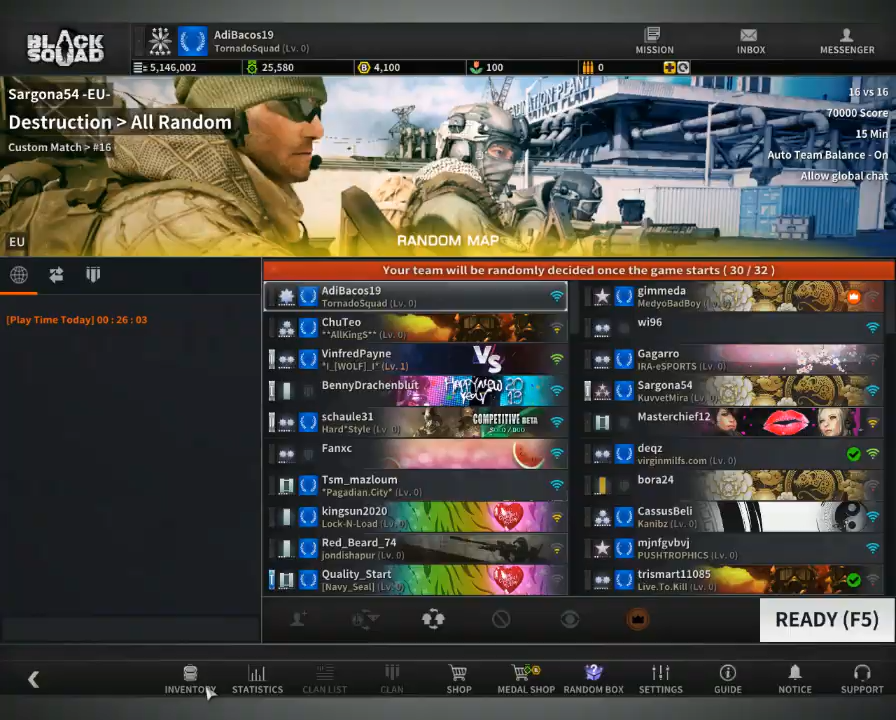 BLACK SQUAD
AdiBacos19
TornadoSquad (Lv. 0)
MISSION
INBOX
MESSENGER
5,146,002
25,580
4,100
100
0
Sargona54 -EU-
Destruction > All Random
Custom Match > #16
16 vs 16
70000 Score
15 Min
Auto Team Balance - On
Allow global chat
EU
RANDOM MAP
Your team will be randomly decided once the game starts ( 30 / 32 )
[Play Time Today] 00 : 26 : 03
AdiBacos19
TornadoSquad (Lv. 0)
gimmeda
MedyoBadBoy (Lv. 0)
ChuTeo
**AllKingS** (Lv. 0)
wi96
VinfredPayne
*I_[WOLF]_I* (Lv. 1)
VS
Gagarro
IRA-eSPORTS (Lv. 0)
BennyDrachenblut
HAPPY NEW YEAR 2019
Sargona54
KuvvetMira (Lv. 0)
schaule31
Hard*Style (Lv. 0)
COMPETITIVE BETA
SOLO / DUO
Masterchief12
Fanxc
deqz
virginmilfs.com (Lv. 0)
Tsm_mazloum
*Pagadian.City* (Lv. 0)
bora24
kingsun2020
Lock-N-Load (Lv. 0)
CassusBeli
Kanibz (Lv. 0)
Red_Beard_74
jondishapur (Lv. 0)
mjnfgvbvj
PUSHTROPHICS (Lv. 0)
Quality_Start
[Navy_Seal] (Lv. 0)
trismart11085
Live.To.Kill (Lv. 0)
READY (F5)
INVENTORY
STATISTICS
CLAN LIST
CLAN
SHOP
MEDAL SHOP
RANDOM BOX
SETTINGS
GUIDE
NOTICE
SUPPORT